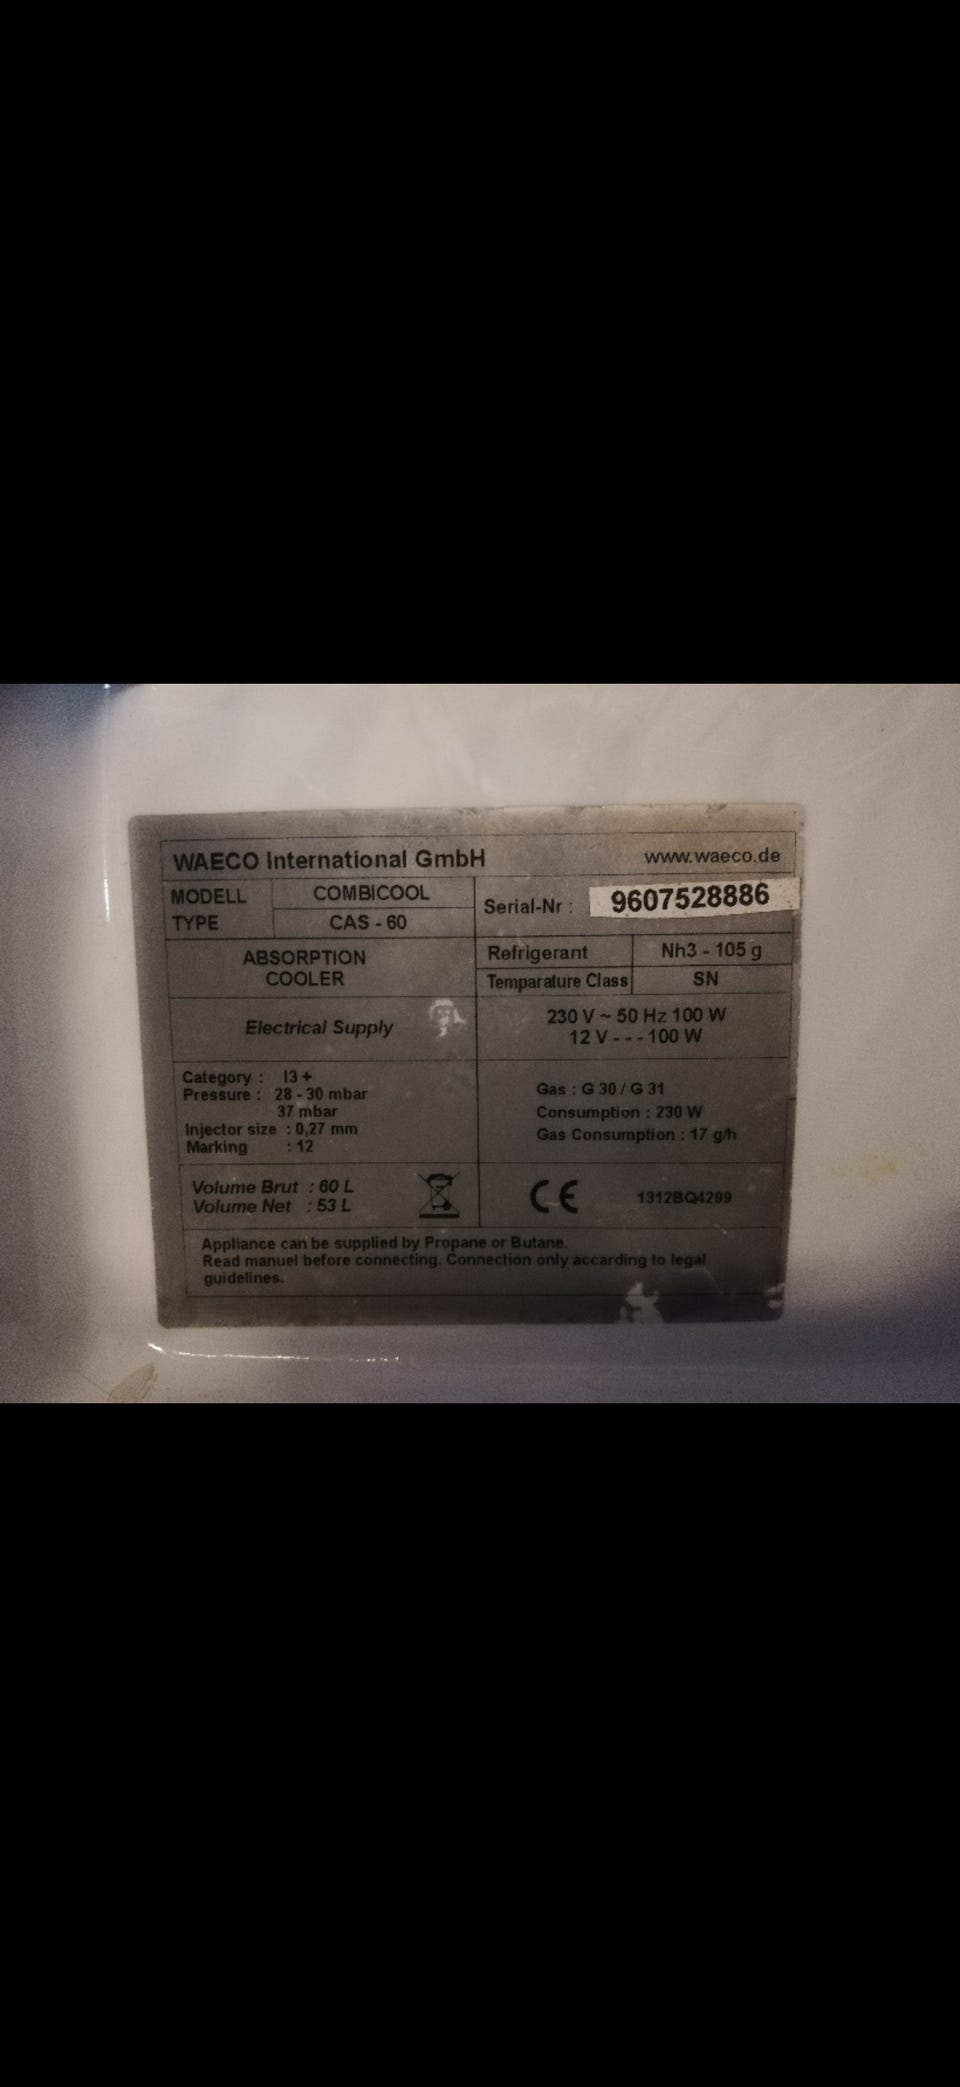 WAECO International GmbH www.waeco.de
MODELL COMBICOOL
TYPE CAS - 60
Serial-Nr : 9607528886
ABSORPTION
COOLER
Refrigerant Nh3 - 105 g
Temparature Class SN
Electrical Supply
230 V ~ 50 Hz 100 W
12 V - - - 100 W
Category : I3 +
Pressure : 28 - 30 mbar
37 mbar
Injector size : 0,27 mm
Marking : 12
Gas : G 30 / G 31
Consumption : 230 W
Gas Consumption : 17 g/h
Volume Brut : 60 L
Volume Net : 53 L
CE 1312BQ4299
Appliance can be supplied by Propane or Butane.
Read manuel before connecting. Connection only accarding to legal
guidelines.